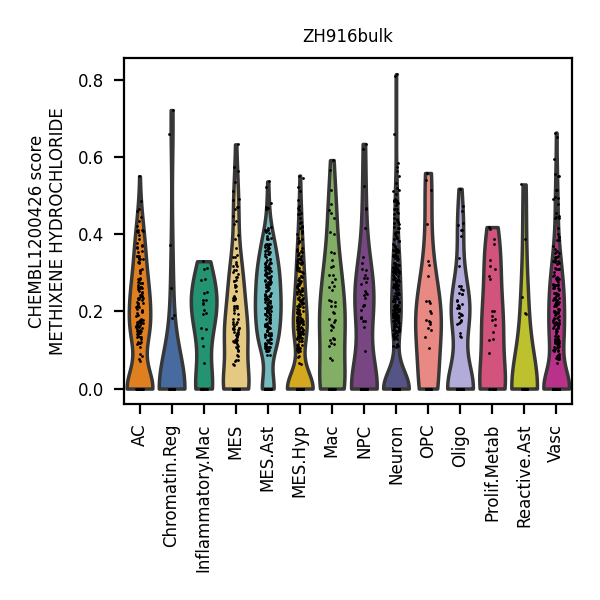 ZH916bulk
CHEMBL1200426 score
METHIXENE HYDROCHLORIDE
0.8
0.6
0.4
0.2
0.0
AC
Chromatin.Reg
Inflammatory.Mac
MES
MES.Ast
MES.Hyp
Mac
NPC
Neuron
OPC
Oligo
Prolif.Metab
Reactive.Ast
Vasc